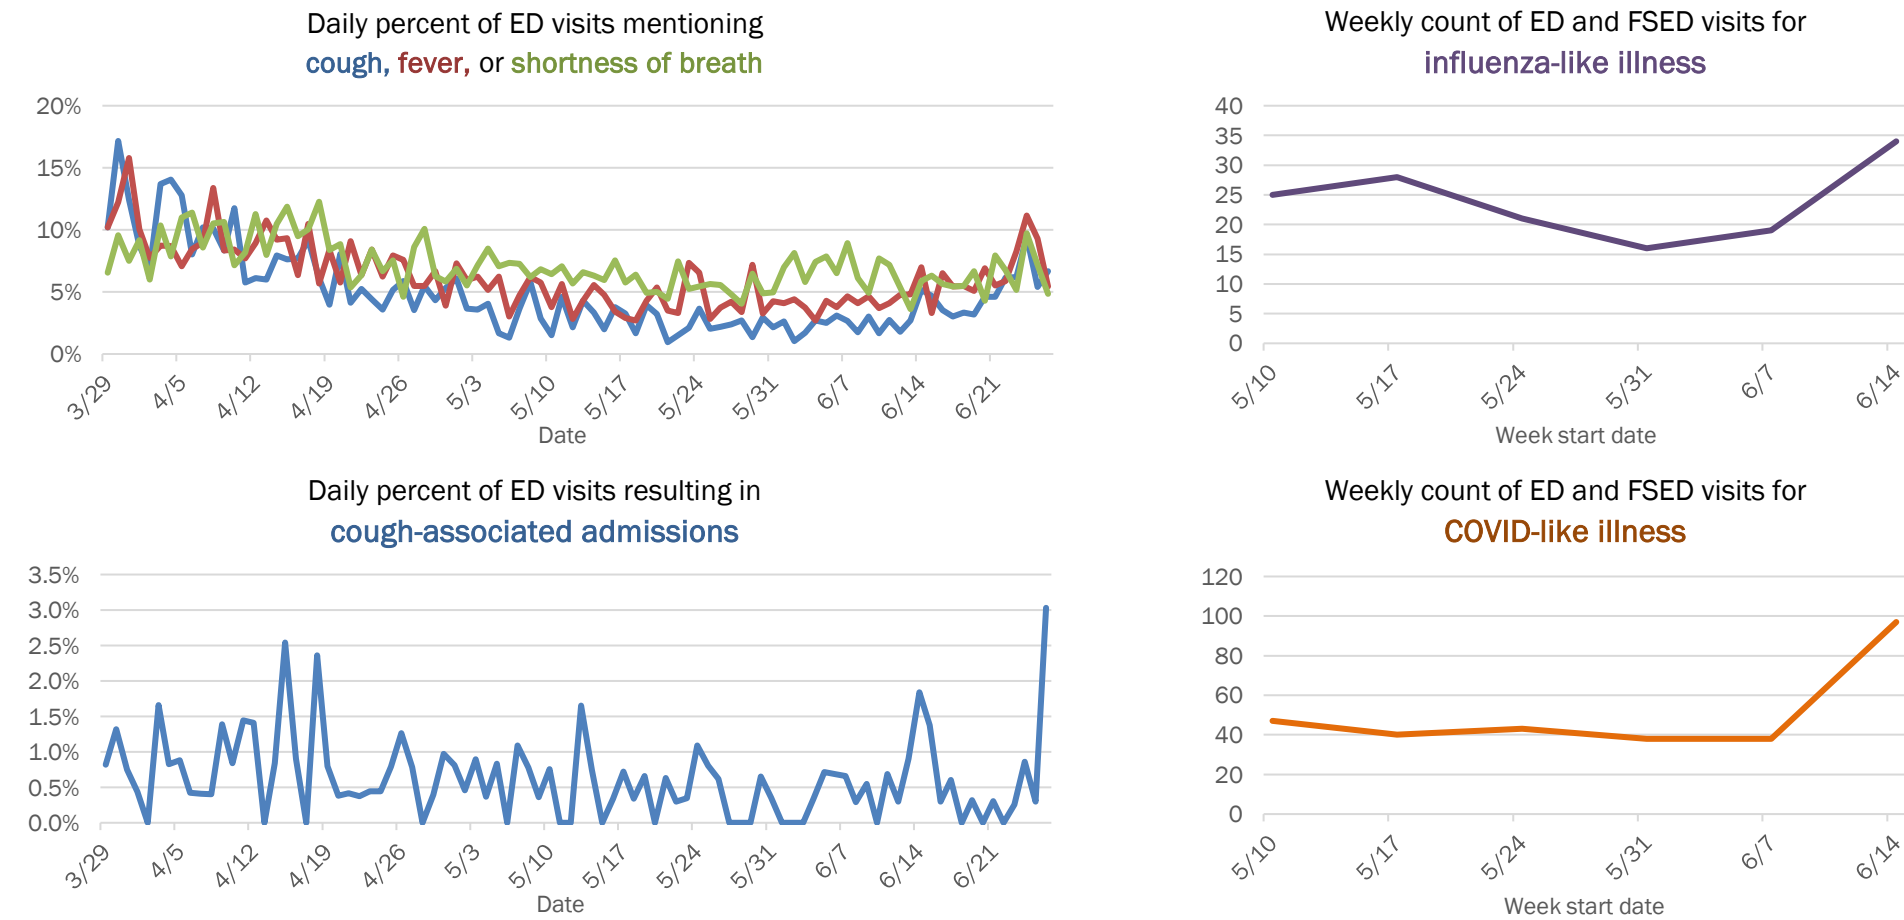 Daily percent of ED visits mentioning
cough, fever, or shortness of breath
20%
15%
10%
5%
0%
3/29 4/5 4/12 4/19 4/26 5/3 5/10 5/17 5/24 5/31 6/7 6/14 6/21
Date
Weekly count of ED and FSED visits for
influenza-like illness
40
35
30
25
20
15
10
5
0
5/10 5/17 5/24 5/31 6/7 6/14
Week start date
Daily percent of ED visits resulting in
cough-associated admissions
3.5%
3.0%
2.5%
2.0%
1.5%
1.0%
0.5%
0.0%
3/29 4/5 4/12 4/19 4/26 5/3 5/10 5/17 5/24 5/31 6/7 6/14 6/21
Date
Weekly count of ED and FSED visits for
COVID-like illness
120
100
80
60
40
20
0
5/10 5/17 5/24 5/31 6/7 6/14
Week start date